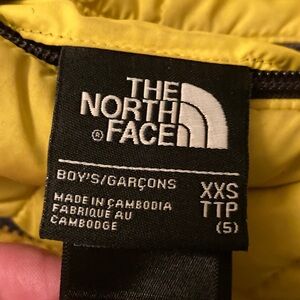 THE
NORTH
® FACE
BOY'S/GARÇONS
MADE IN CAMBODIA
FABRIQUÉ AU
CAMBODGE
XXS
TTP
(5)